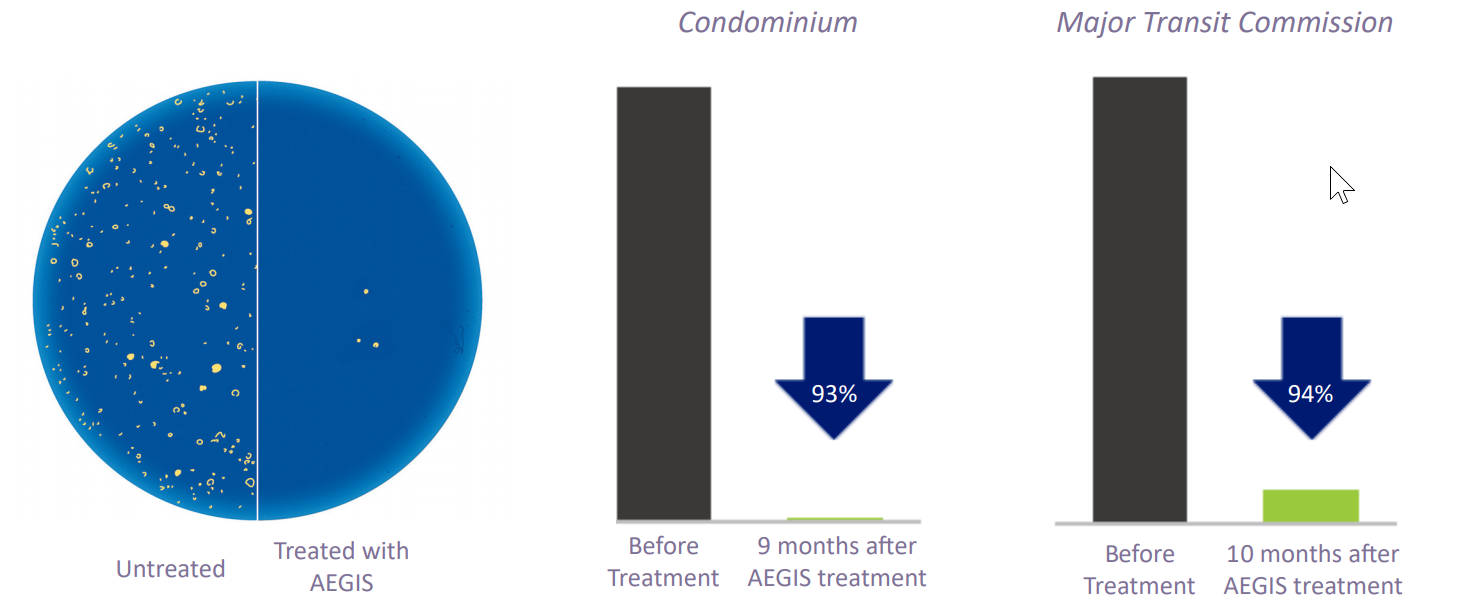 Condominium
Major Transit Commission
93%
94%
Untreated
Treated with
AEGIS
Before
Treatment
9 months after
AEGIS treatment
Before
Treatment
10 months after
AEGIS treatment